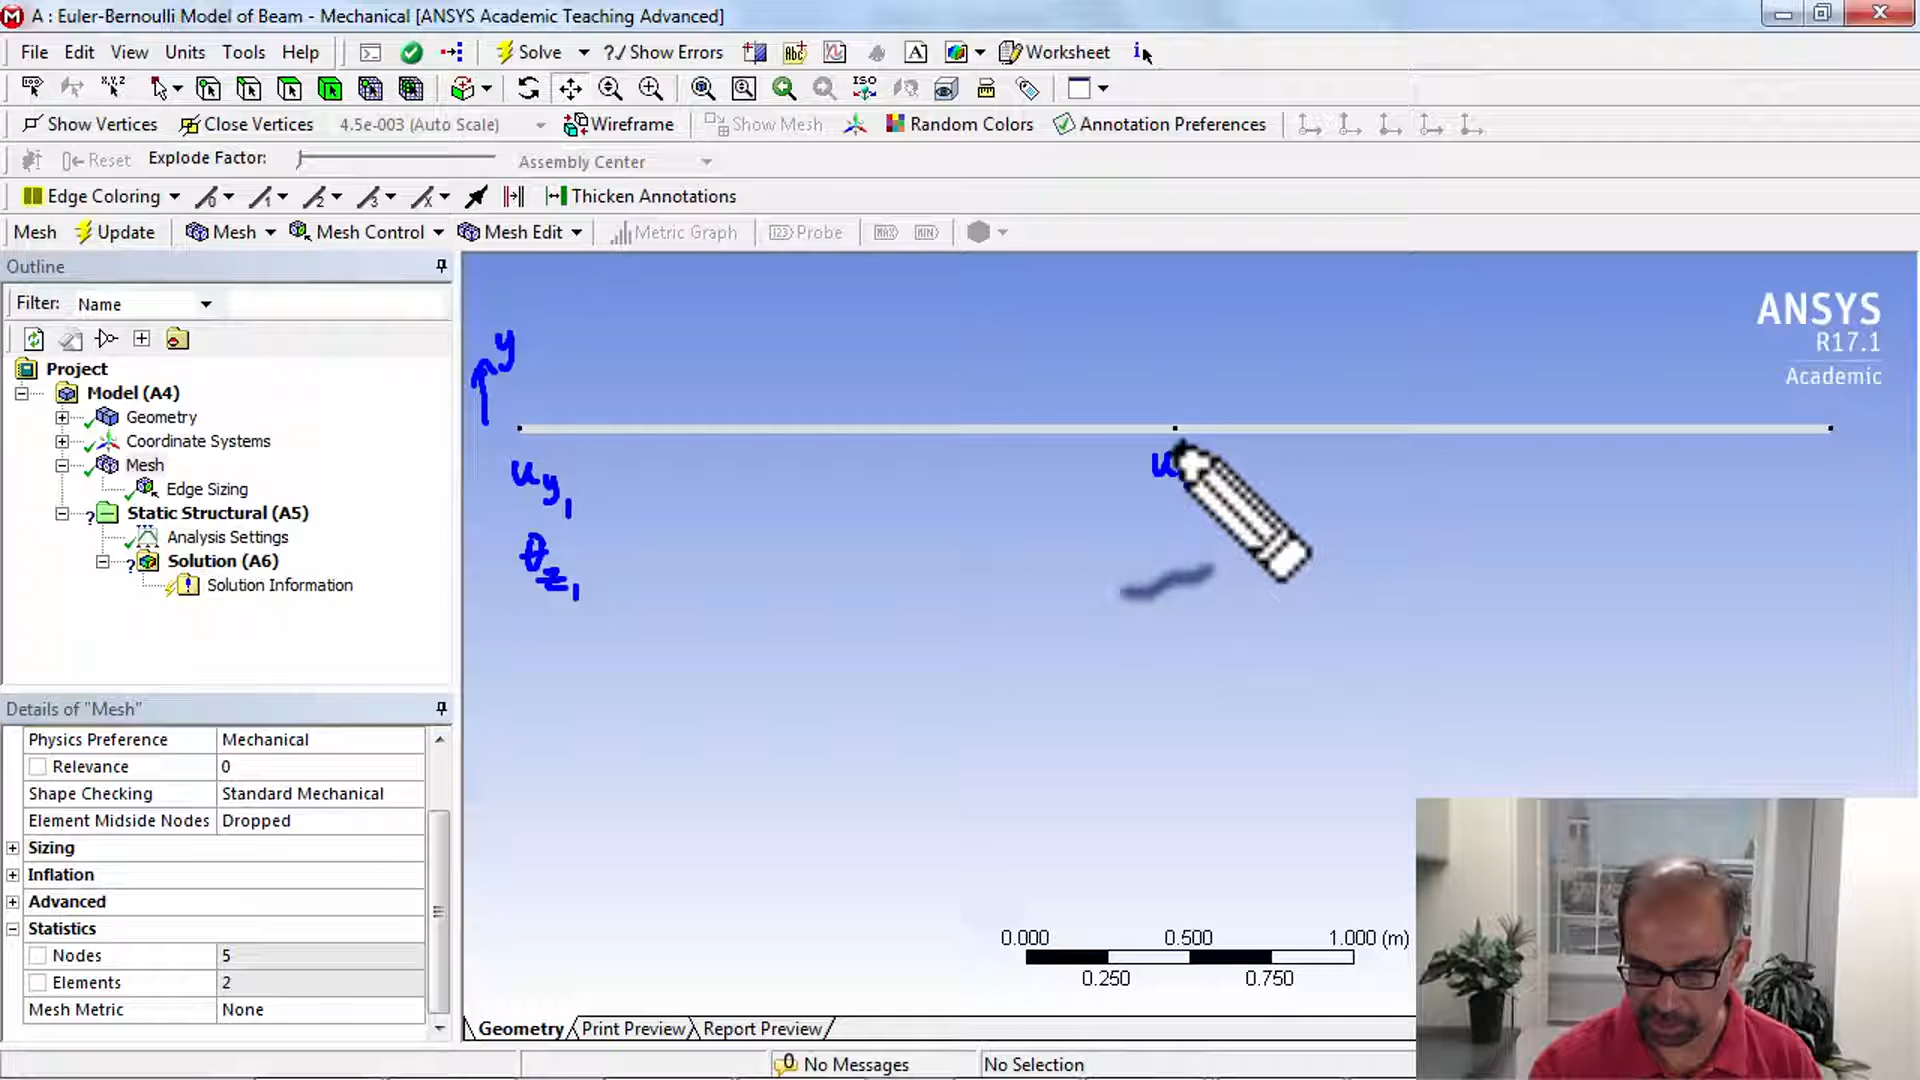 A : Euler-Bernoulli Model of Beam - Mechanical [ANSYS Academic Teaching Advanced]
File Edit View Units Tools Help Solve ?/ Show Errors Worksheet
ISO
Show Vertices Close Vertices 4.5e-003 (Auto Scale) Wireframe Show Mesh Random Colors Annotation Preferences
Reset Explode Factor: Assembly Center
Edge Coloring Thicken Annotations
Mesh Update Mesh Mesh Control Mesh Edit Metric Graph Probe MAX MIN
Outline
Filter: Name
Project
Model (A4)
Geometry
Coordinate Systems
Mesh
Edge Sizing
Static Structural (A5)
Analysis Settings
Solution (A6)
Solution Information
Details of "Mesh"
Physics Preference Mechanical
Relevance 0
Shape Checking Standard Mechanical
Element Midside Nodes Dropped
Sizing
Inflation
Advanced
Statistics
Nodes 5
Elements 2
Mesh Metric None
ANSYS
R17.1
Academic
y
u y 1
u
θ z 1
0.000 0.500 1.000 (m)
0.250 0.750
Geometry Print Preview Report Preview
No Messages No Selection